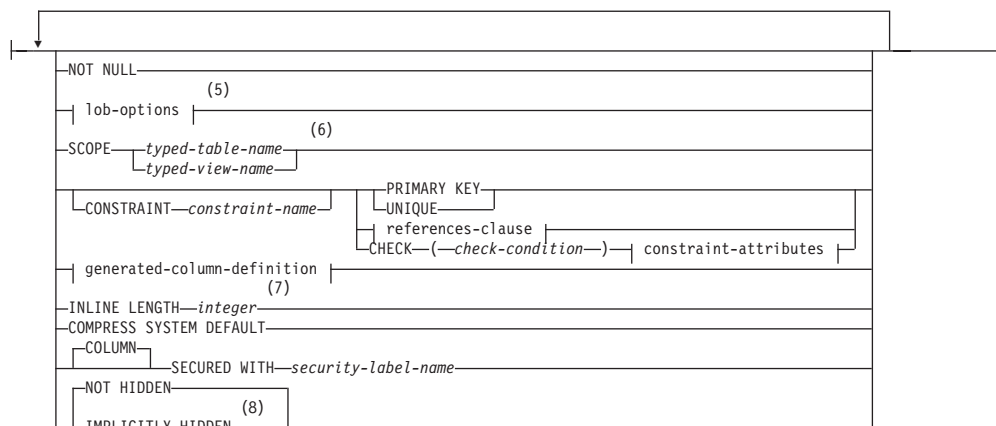 NOT NULL
(5)
lob-options
(6)
SCOPE typed-table-name
typed-view-name
PRIMARY KEY
CONSTRAINT constraint-name UNIQUE
references-clause
CHECK ( check-condition ) constraint-attributes
generated-column-definition
(7)
INLINE LENGTH integer
COMPRESS SYSTEM DEFAULT
COLUMN
SECURED WITH security-label-name
NOT HIDDEN
(8)
IMPLICITLY HIDDEN